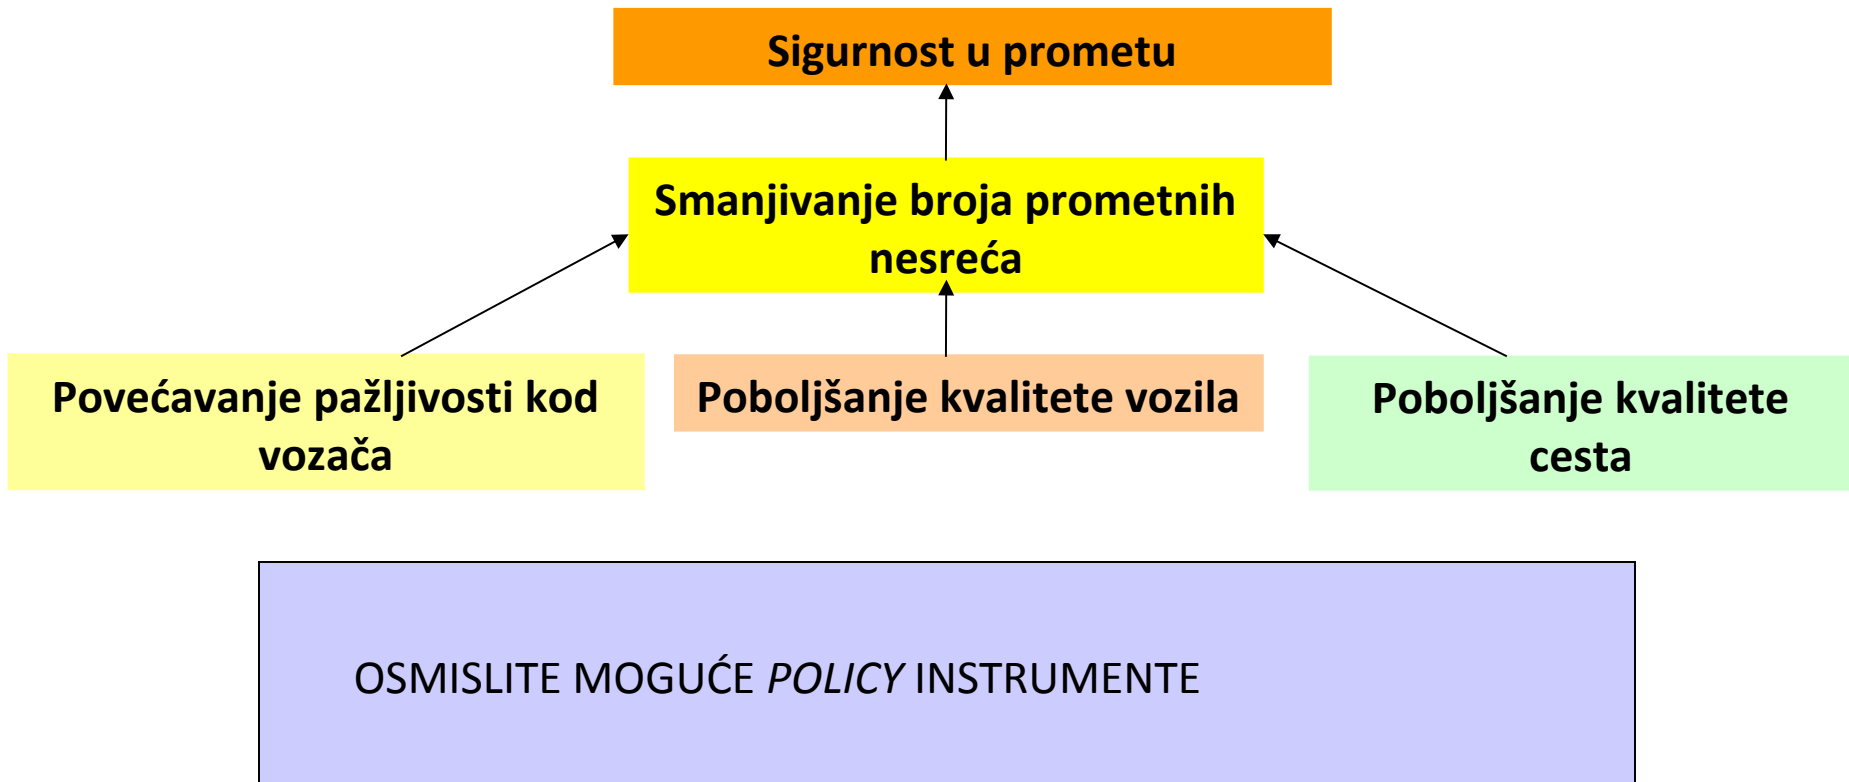 Sigurnost u prometu
Smanjivanje broja prometnih
nesreća
Povećavanje pažljivosti kod
vozača
Poboljšanje kvalitete vozila
Poboljšanje kvalitete
cesta
OSMISLITE MOGUĆE POLICY INSTRUMENTE